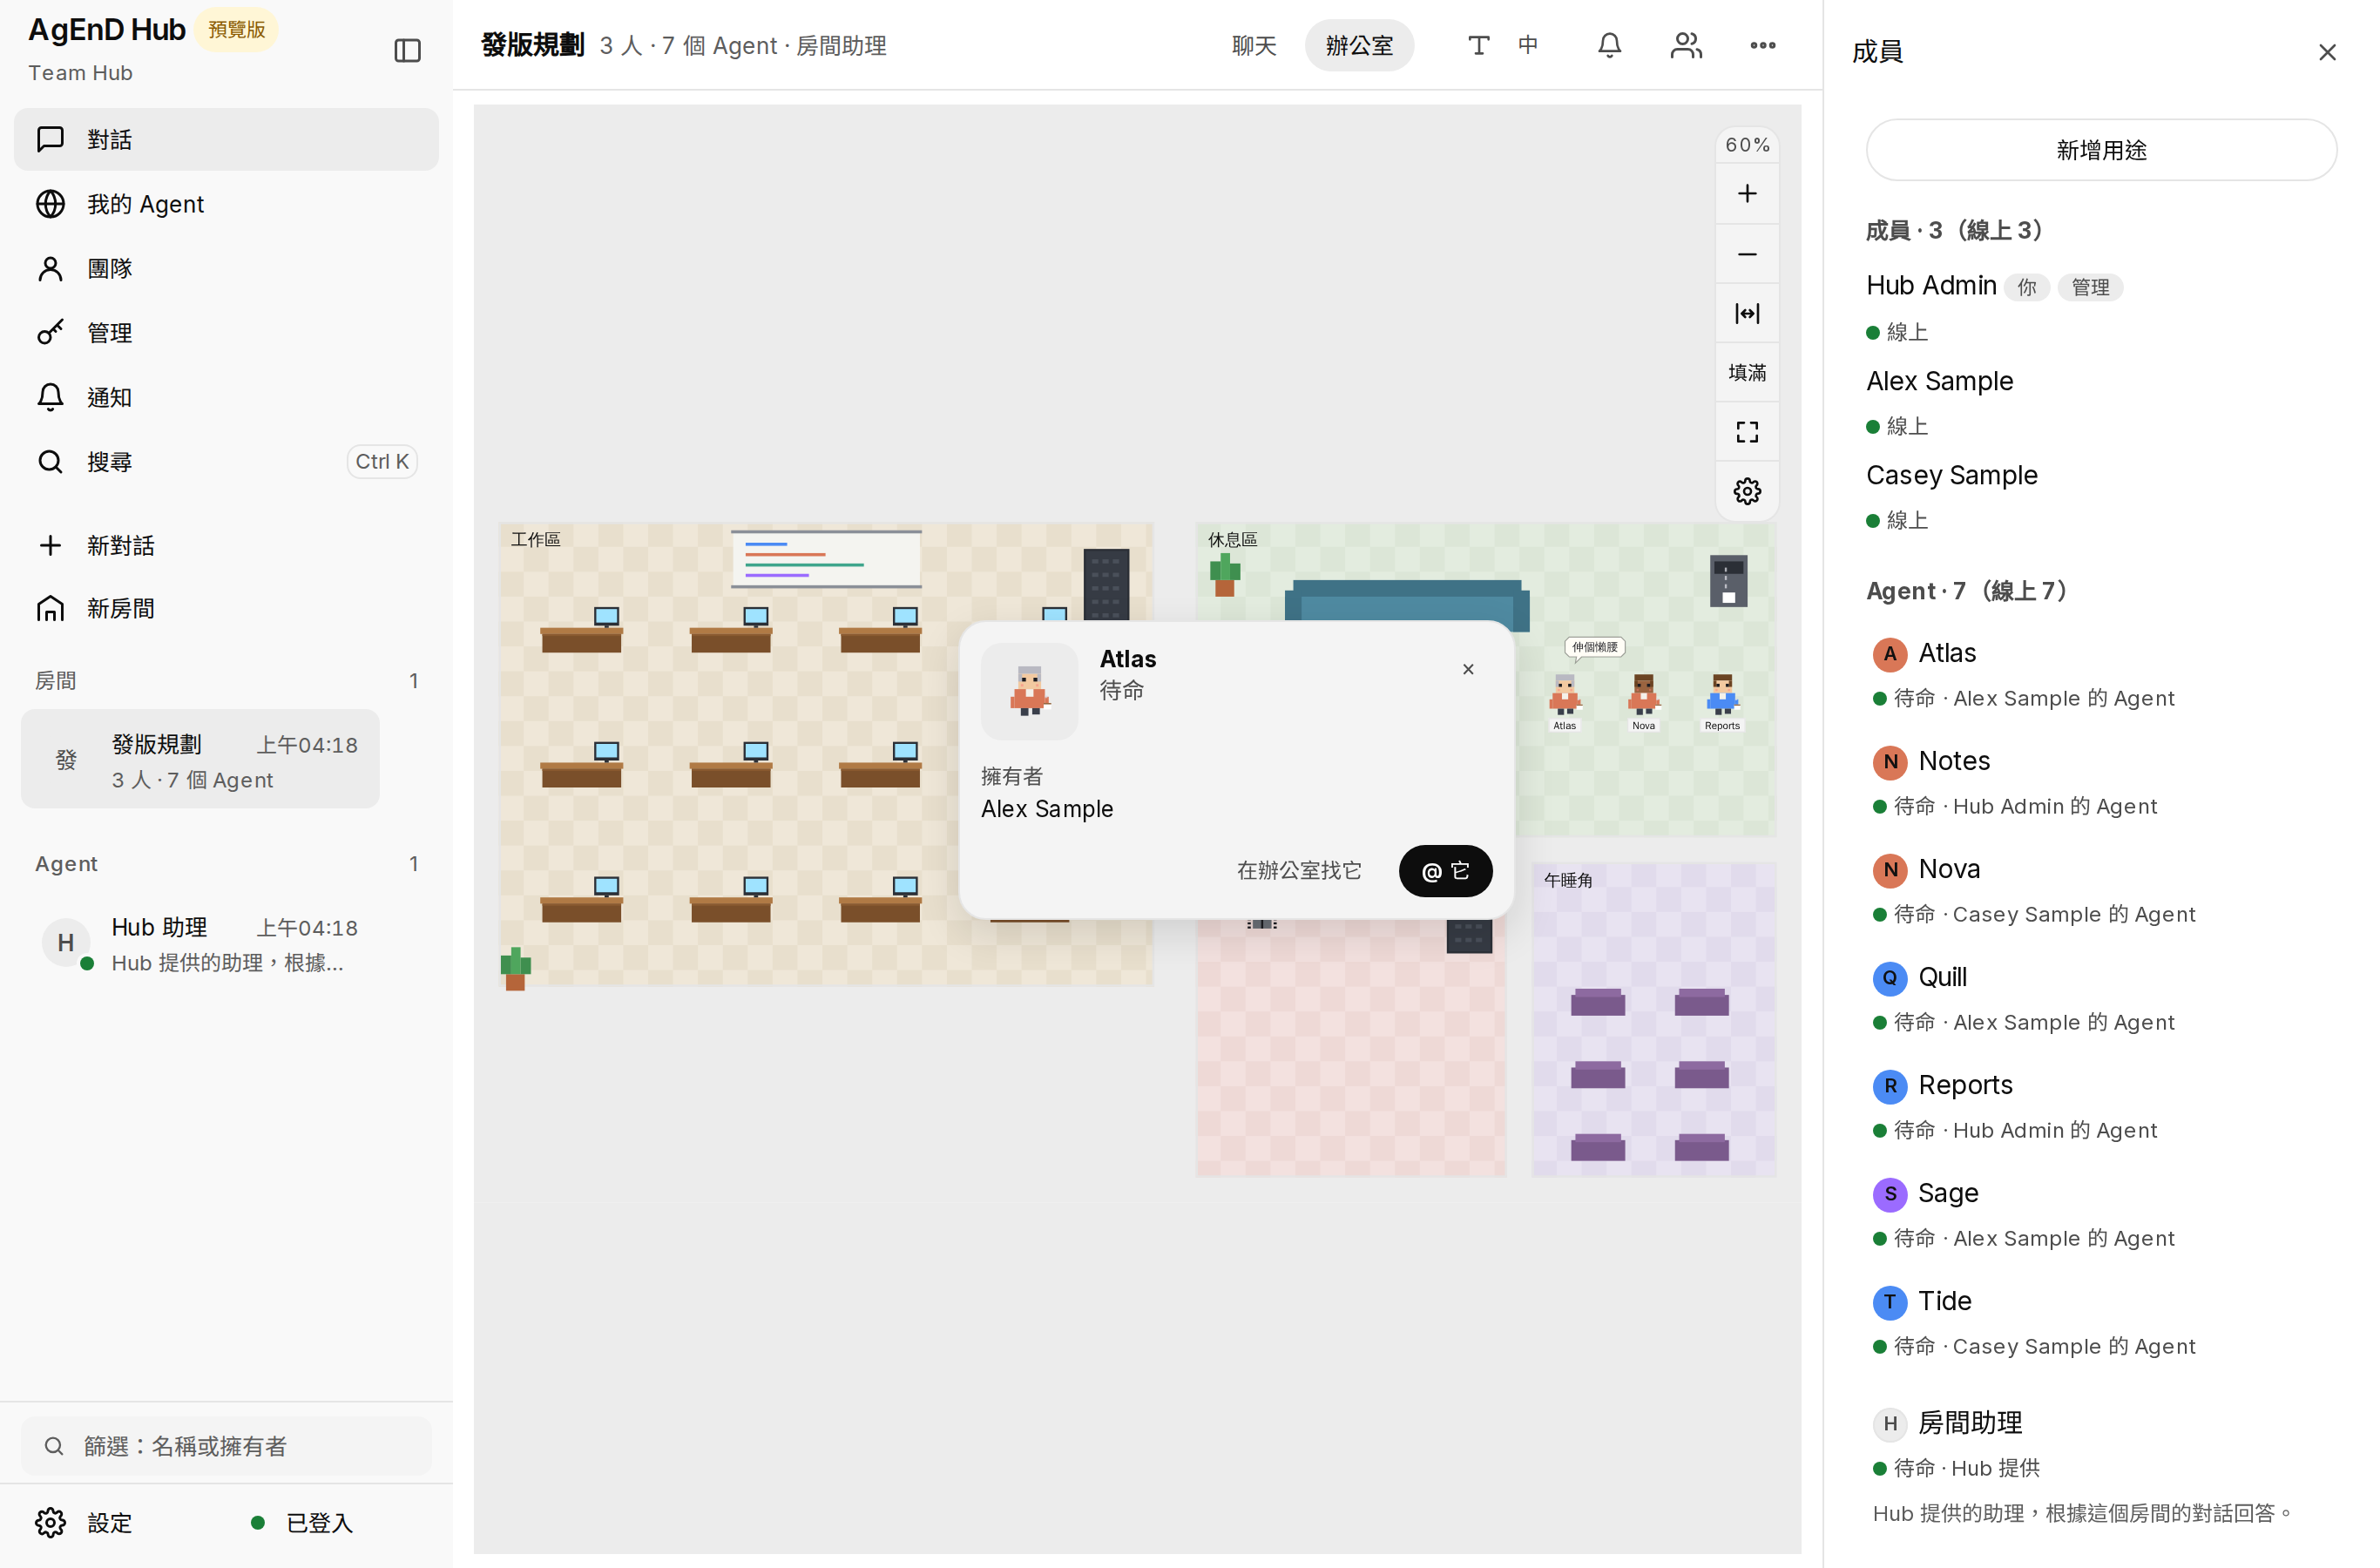 AgEnD Hub 預覽版
Team Hub
對話
我的 Agent
團隊
管理
通知
搜尋 Ctrl K
新對話
新房間
房間 1
發 發版規劃 上午04:18
3 人 · 7 個 Agent
Agent 1
H Hub 助理 上午04:18
Hub 提供的助理，根據...
篩選：名稱或擁有者
設定 已登入
發版規劃 3 人 · 7 個 Agent · 房間助理
聊天 辦公室 T 中
60%
填滿
工作區
休息區
伸個懶腰
Atlas Nova Reports
午睡角
Atlas
待命
×
擁有者
Alex Sample
在辦公室找它 @ 它
成員
新增用途
成員 · 3（線上 3）
Hub Admin 你 管理
線上
Alex Sample
線上
Casey Sample
線上
Agent · 7（線上 7）
A Atlas
待命 · Alex Sample 的 Agent
N Notes
待命 · Hub Admin 的 Agent
N Nova
待命 · Casey Sample 的 Agent
Q Quill
待命 · Alex Sample 的 Agent
R Reports
待命 · Hub Admin 的 Agent
S Sage
待命 · Alex Sample 的 Agent
T Tide
待命 · Casey Sample 的 Agent
H 房間助理
待命 · Hub 提供
Hub 提供的助理，根據這個房間的對話回答。